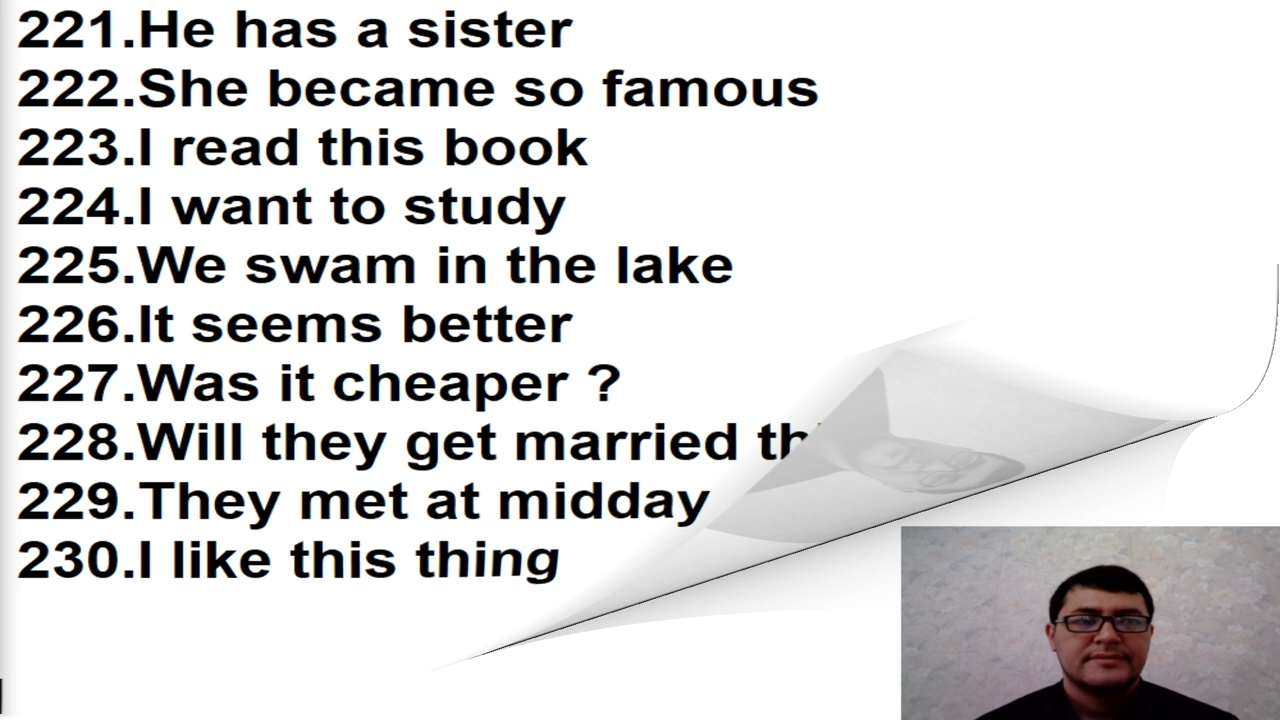 221.He has a sister
222.She became so famous
223.I read this book
224.I want to study
225.We swam in the lake
226.It seems better
227.Was it cheaper ?
228.Will they get married
229.They met at midday
230.I like this thing